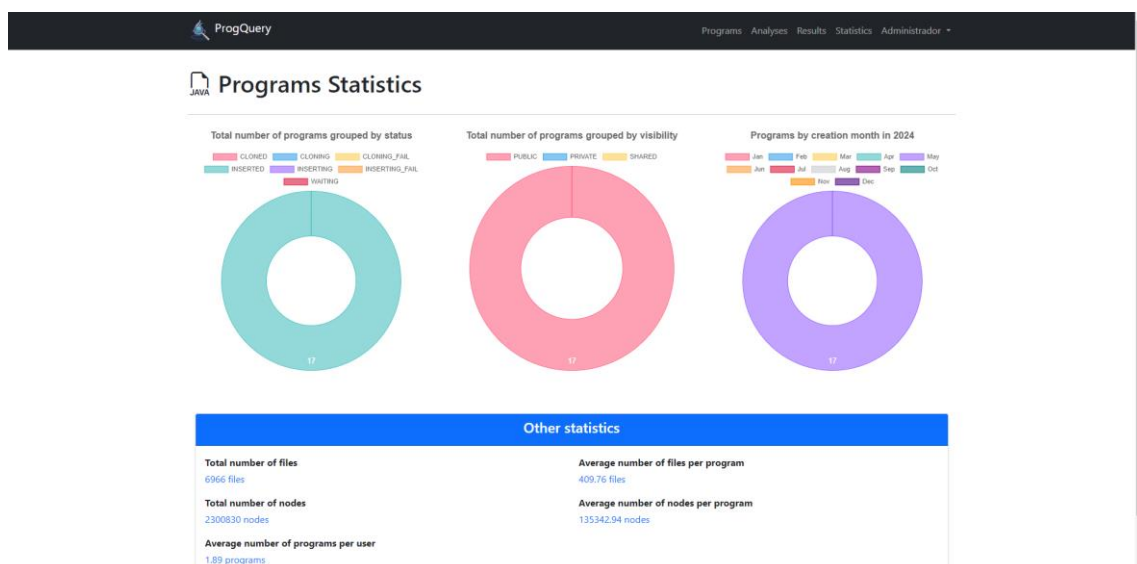 ProgQuery
Programs Analyses Results Statistics Administrador
JAVA Programs Statistics
Total number of programs grouped by status
CLONED CLONING CLONING_FAIL
INSERTED INSERTING INSERTING_FAIL
WAITING
17
Total number of programs grouped by visibility
PUBLIC PRIVATE SHARED
17
Programs by creation month in 2024
Jan Feb Mar Apr May
Jun Jul Aug Sep Oct
Nov Dec
17
Other statistics
Total number of files
6966 files
Average number of files per program
409.76 files
Total number of nodes
2300830 nodes
Average number of nodes per program
135342.94 nodes
Average number of programs per user
1.89 programs